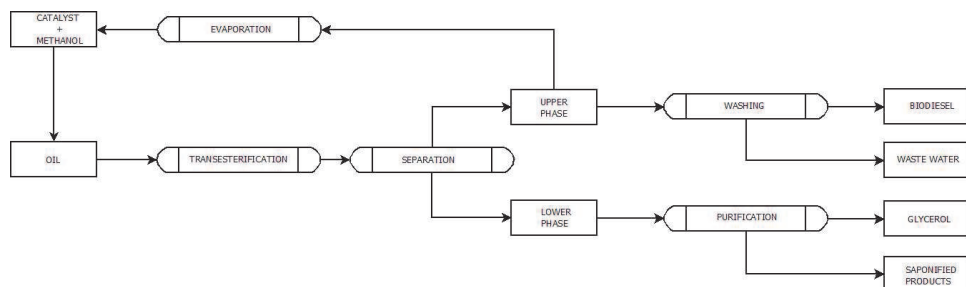 CATALYST
+
METHANOL
EVAPORATION
UPPER
PHASE
WASHING
BIODIESEL
OIL
TRANSESTERIFICATION
SEPARATION
WASTE WATER
LOWER
PHASE
PURIFICATION
GLYCEROL
SAPONIFIED
PRODUCTS